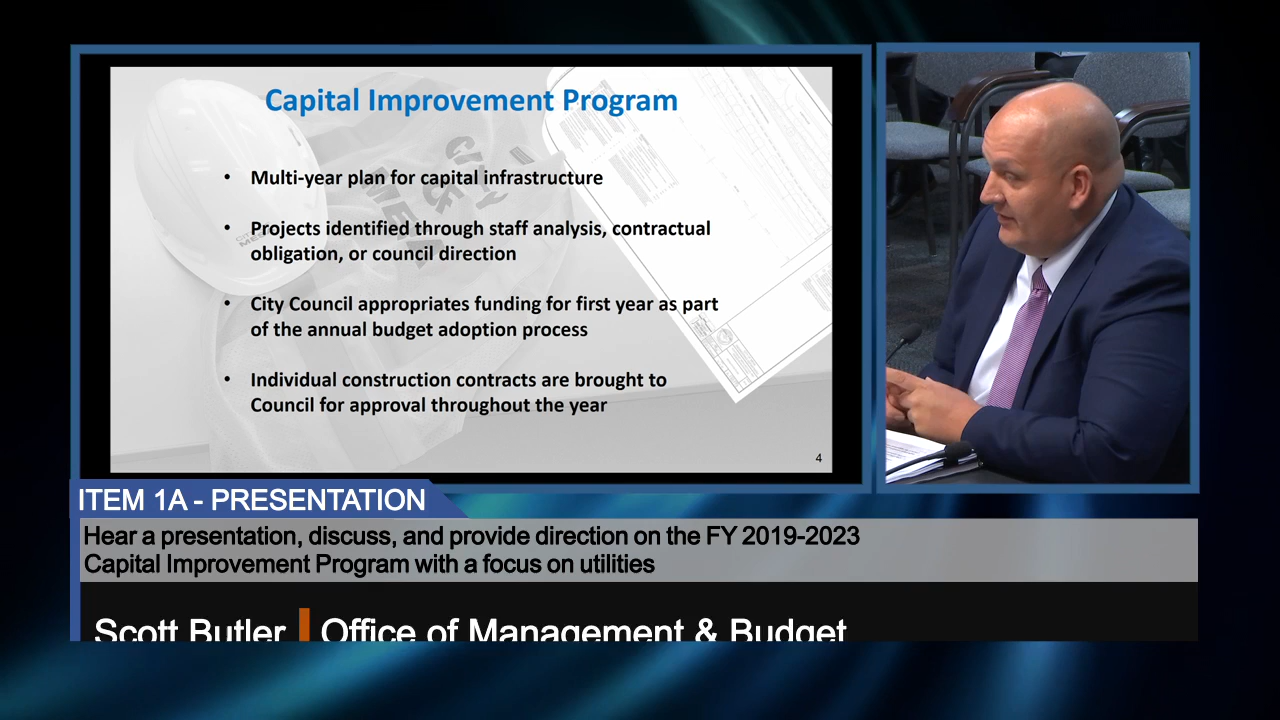 Capital Improvement Program
• Multi-year plan for capital infrastructure
• Projects identified through staff analysis, contractual
obligation, or council direction
• City Council appropriates funding for first year as part
of the annual budget adoption process
• Individual construction contracts are brought to
Council for approval throughout the year
4
ITEM 1A - PRESENTATION
Hear a presentation, discuss, and provide direction on the FY 2019-2023
Capital Improvement Program with a focus on utilities
Scott Butler Office of Management & Budget